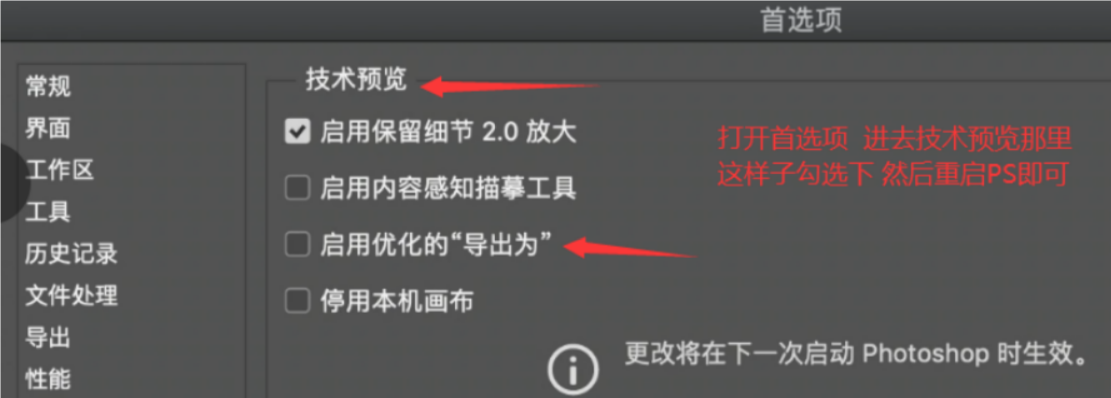 首选项
常规
界面
工作区
工具
历史记录
文件处理
导出
性能
技术预览
启用保留细节 2.0 放大
启用内容感知描摹工具
启用优化的“导出为”
停用本机画布
更改将在下一次启动 Photoshop 时生效。
打开首选项 进去技术预览那里
这样子勾选下 然后重启PS即可